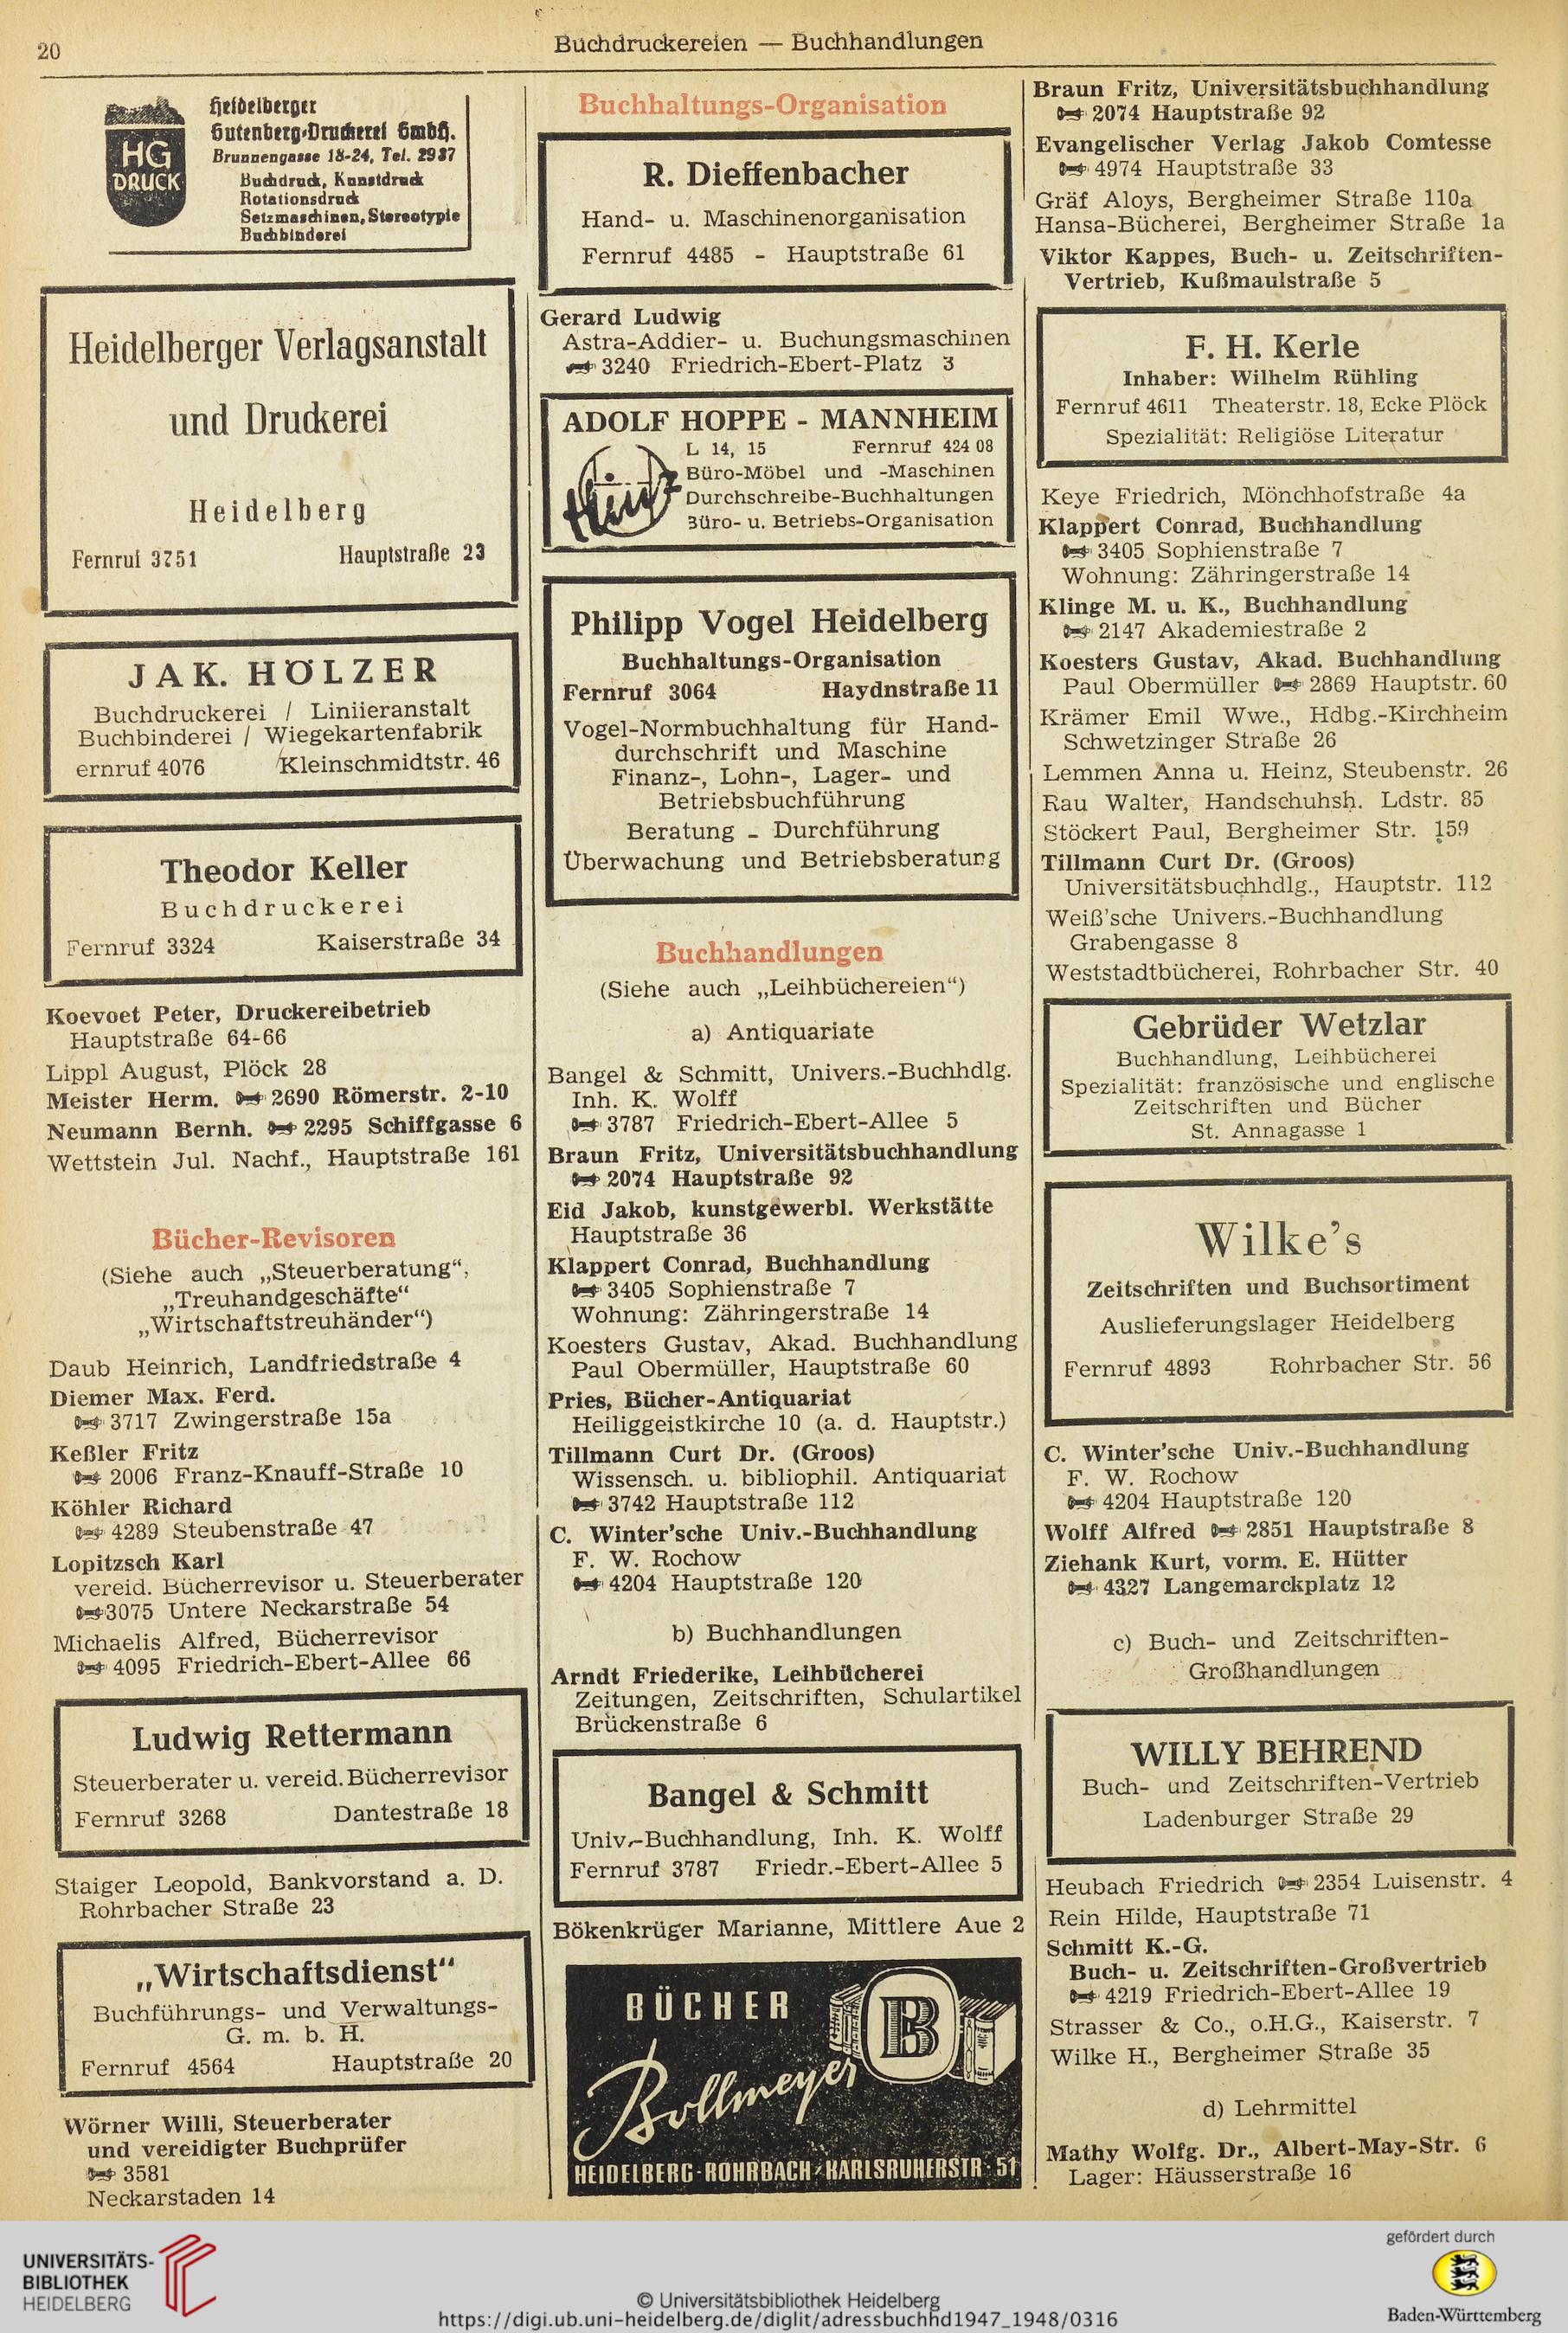 20
Buchdruckereien — Buchhandlungen
HG
DRUCK
Heidelberger
Gutenberg-Druckerei GmbH.
Brunnengasse 18-24, Tel. 2937
Buchdruck, Kunstdruck
Rotationsdruck
Setzmaschinen, Stereotypie
Buchbinderei
Heidelberger Verlagsanstalt
und Druckerei
Heidelberg
Fernruf 3751 Hauptstraße 23
JAK. HÖLZER
Buchdruckerei / Liniieranstalt
Buchbinderei / Wiegekartenfabrik
ernruf 4076 Kleinschmidtstr. 46
Theodor Keller
Buchdruckerei
Fernruf 3324 Kaiserstraße 34
Koevoet Peter, Druckereibetrieb
Hauptstraße 64-66
Lippl August, Plöck 28
Meister Herm. 2690 Römerstr. 2-10
Neumann Bernh. 2295 Schiffgasse 6
Wettstein Jul. Nachf., Hauptstraße 161
Bücher-Revisoren
(Siehe auch „Steuerberatung“,
„Treuhandgeschäfte“
„Wirtschaftstreuhänder“)
Daub Heinrich, Landfriedstraße 4
Diemer Max. Ferd.
3717 Zwingerstraße 15a
Keßler Fritz
2006 Franz-Knauff-Straße 10
Köhler Richard
4289 Steubenstraße 47
Lopitzsch Karl
vereid. Bücherrevisor u. Steuerberater
3075 Untere Neckarstraße 54
Michaelis Alfred, Bücherrevisor
4095 Friedrich-Ebert-Allee 66
Ludwig Rettermann
Steuerberater u. vereid. Bücherrevisor
Fernruf 3268 Dantestraße 18
Staiger Leopold, Bankvorstand a. D.
Rohrbacher Straße 23
„Wirtschaftsdienst“
Buchführungs- und Verwaltungs-
G. m. b. H.
Fernruf 4564 Hauptstraße 20
Wörner Willi, Steuerberater
und vereidigter Buchprüfer
3581
Neckarstaden 14
Buchhaltungs-Organisation
R. Dieffenbacher
Hand- u. Maschinenorganisation
Fernruf 4485 - Hauptstraße 61
Gerard Ludwig
Astra-Addier- u. Buchungsmaschinen
3240 Friedrich-Ebert-Platz 3
ADOLF HOPPE - MANNHEIM
L 14, 15 Fernruf 424 08
Büro-Möbel und -Maschinen
Durchschreibe-Buchhaltungen
Büro- u. Betriebs-Organisation
Philipp Vogel Heidelberg
Buchhaltungs-Organisation
Fernruf 3064 Haydnstraße 11
Vogel-Normbuchhaltung für Hand-
durchschrift und Maschine
Finanz-, Lohn-, Lager- und
Betriebsbuchführung
Beratung - Durchführung
Überwachung und Betriebsberatung
Buchhandlungen
(Siehe auch „Leihbüchereien“)
a) Antiquariate
Bangel & Schmitt, Univers.-Buchhdlg.
Inh. K. Wolff
3787 Friedrich-Ebert-Allee 5
Braun Fritz, Universitätsbuchhandlung
2074 Hauptstraße 92
Eid Jakob, kunstgewerbl. Werkstätte
Hauptstraße 36
Klappert Conrad, Buchhandlung
3405 Sophienstraße 7
Wohnung: Zähringerstraße 14
Koesters Gustav, Akad. Buchhandlung
Paul Obermüller, Hauptstraße 60
Pries, Bücher-Antiquariat
Heiliggeistkirche 10 (a. d. Hauptstr.)
Tillmann Curt Dr. (Groos)
Wissensch. u. bibliophil. Antiquariat
3742 Hauptstraße 112
C. Winter'sche Univ.-Buchhandlung
F. W. Rochow
4204 Hauptstraße 120
b) Buchhandlungen
Arndt Friederike, Leihbücherei
Zeitungen, Zeitschriften, Schulartikel
Brückenstraße 6
Bangel & Schmitt
Univ.-Buchhandlung, Inh. K. Wolff
Fernruf 3787 Friedr.-Ebert-Allee 5
Bökenkrüger Marianne, Mittlere Aue 2
BÜCHER
B
Bollmeyer
HEIDELBERG-ROHRBACH-KARLSRUHERSTR·51
Braun Fritz, Universitätsbuchhandlung
2074 Hauptstraße 92
Evangelischer Verlag Jakob Comtesse
4974 Hauptstraße 33
Gräf Aloys, Bergheimer Straße 110a
Hansa-Bücherei, Bergheimer Straße 1a
Viktor Kappes, Buch- u. Zeitschriften-
Vertrieb, Kußmaulstraße 5
F. H. Kerle
Inhaber: Wilhelm Rühling
Fernruf 4611 Theaterstr. 18, Ecke Plöck
Spezialität: Religiöse Literatur
Keye Friedrich, Mönchhofstraße 4a
Klappert Conrad, Buchhandlung
3405 Sophienstraße 7
Wohnung: Zähringerstraße 14
Klinge M. u. K., Buchhandlung
2147 Akademiestraße 2
Koesters Gustav, Akad. Buchhandlung
Paul Obermüller 2869 Hauptstr. 60
Krämer Emil Wwe., Hdbg.-Kirchheim
Schwetzinger Straße 26
Lemmen Anna u. Heinz, Steubenstr. 26
Rau Walter, Handschuhsh. Ldstr. 85
Stöckert Paul, Bergheimer Str. 159
Tillmann Curt Dr. (Groos)
Universitätsbuchhdlg., Hauptstr. 112
Weiß'sche Univers.-Buchhandlung
Grabengasse 8
Weststadtbücherei, Rohrbacher Str. 40
Gebrüder Wetzlar
Buchhandlung, Leihbücherei
Spezialität: französische und englische
Zeitschriften und Bücher
St. Annagasse 1
Wilke's
Zeitschriften und Buchsortiment
Auslieferungslager Heidelberg
Fernruf 4893 Rohrbacher Str. 56
C. Winter'sche Univ.-Buchhandlung
F. W. Rochow
4204 Hauptstraße 120
Wolff Alfred 2851 Hauptstraße 8
Ziehank Kurt, vorm. E. Hütter
4327 Langemarckplatz 12
c) Buch- und Zeitschriften-
Großhandlungen
WILLY BEHREND
Buch- und Zeitschriften-Vertrieb
Ladenburger Straße 29
Heubach Friedrich 2354 Luisenstr. 4
Rein Hilde, Hauptstraße 71
Schmitt K.-G.
Buch- u. Zeitschriften-Großvertrieb
4219 Friedrich-Ebert-Allee 19
Strasser & Co., o.H.G., Kaiserstr. 7
Wilke H., Bergheimer Straße 35
d) Lehrmittel
Mathy Wolfg. Dr., Albert-May-Str. 6
Lager: Häusserstraße 16
UNIVERSITÄTS-
BIBLIOTHEK
HEIDELBERG
© Universitätsbibliothek Heidelberg
https://digi.ub.uni-heidelberg.de/diglit/adressbuchhd1947_1948/0316
gefördert durch
Baden-Württemberg